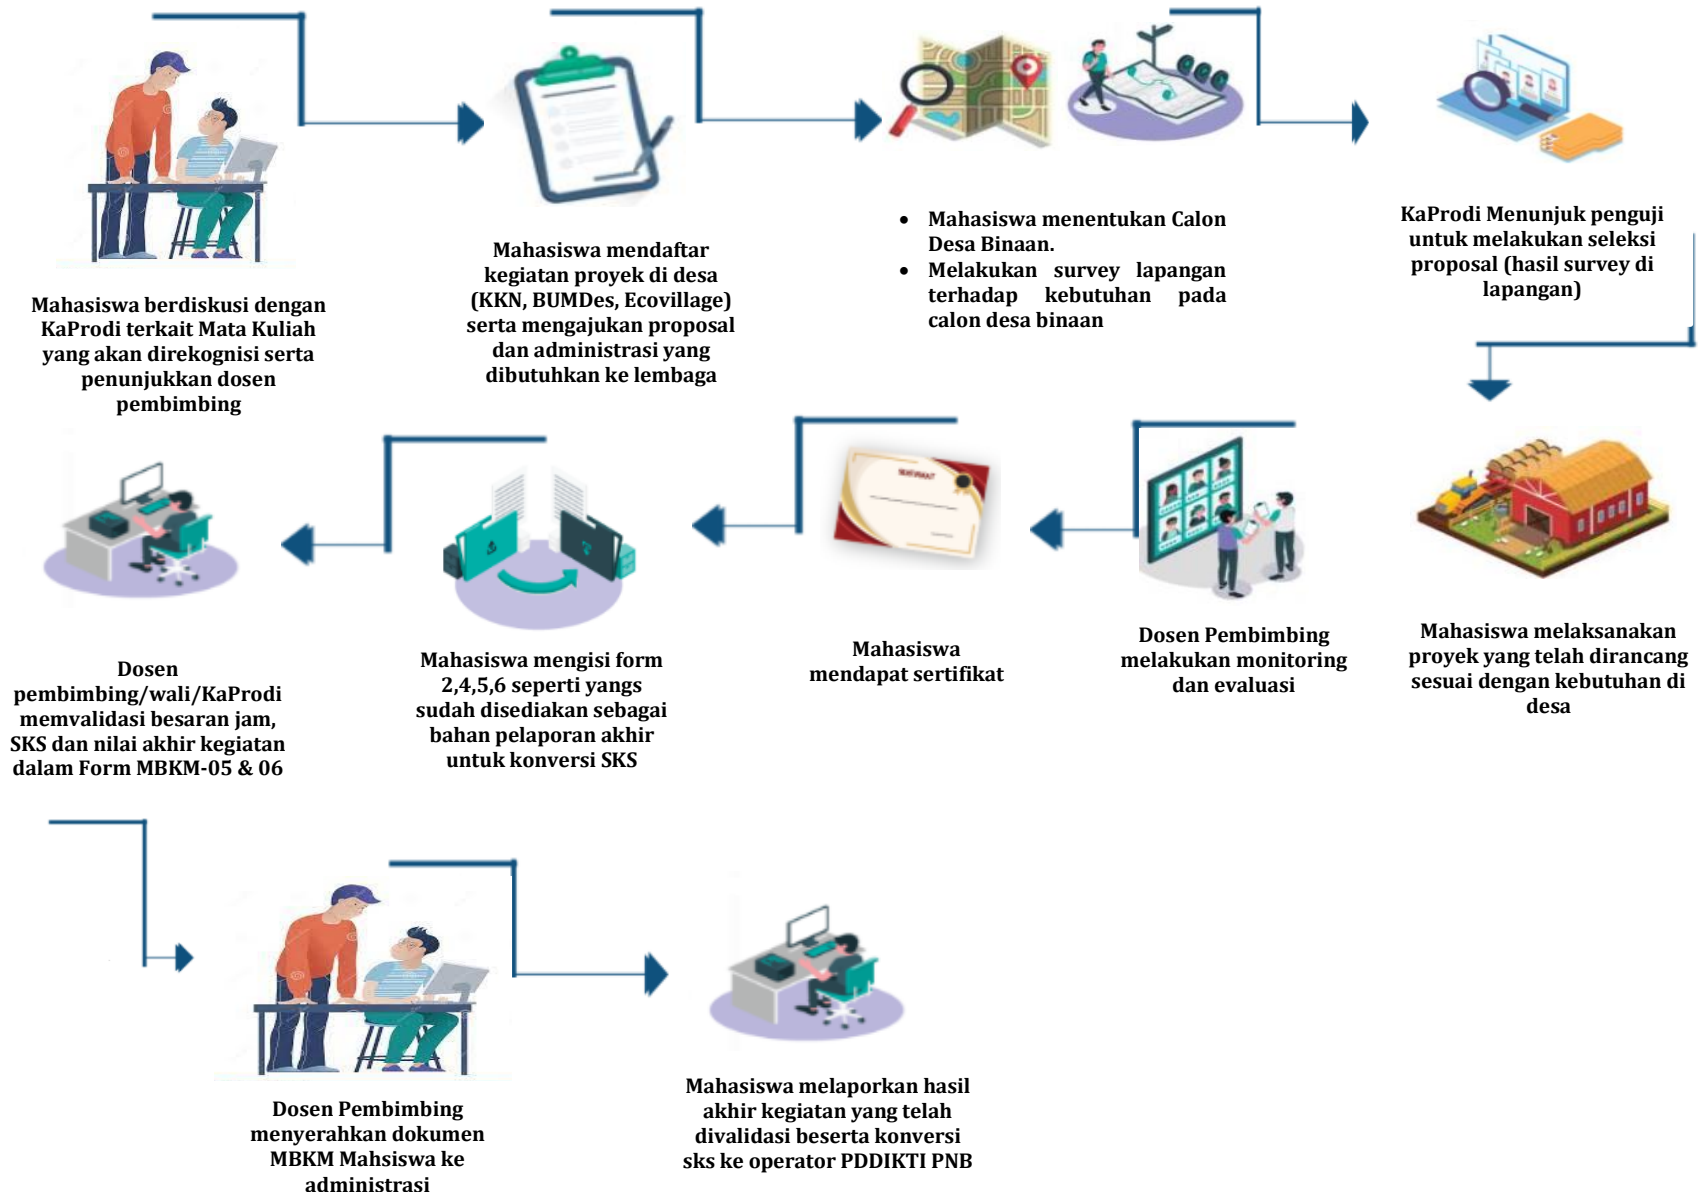 Mahasiswa berdiskusi dengan
KaProdi terkait Mata Kuliah
yang akan direkognisi serta
penunjukkan dosen
pembimbing
Mahasiswa mendaftar
kegiatan proyek di desa
(KKN, BUMDes, Ecovillage)
serta mengajukan proposal
dan administrasi yang
dibutuhkan ke lembaga
• Mahasiswa menentukan Calon
Desa Binaan.
• Melakukan survey lapangan
terhadap kebutuhan pada
calon desa binaan
KaProdi Menunjuk penguji
untuk melakukan seleksi
proposal (hasil survey di
lapangan)
Mahasiswa melaksanakan
proyek yang telah dirancang
sesuai dengan kebutuhan di
desa
Dosen Pembimbing
melakukan monitoring
dan evaluasi
Mahasiswa
mendapat sertifikat
Mahasiswa mengisi form
2,4,5,6 seperti yangs
sudah disediakan sebagai
bahan pelaporan akhir
untuk konversi SKS
Dosen
pembimbing/wali/KaProdi
memvalidasi besaran jam,
SKS dan nilai akhir kegiatan
dalam Form MBKM-05 & 06
Dosen Pembimbing
menyerahkan dokumen
MBKM Mahsiswa ke
administrasi
Mahasiswa melaporkan hasil
akhir kegiatan yang telah
divalidasi beserta konversi
sks ke operator PDDIKTI PNB